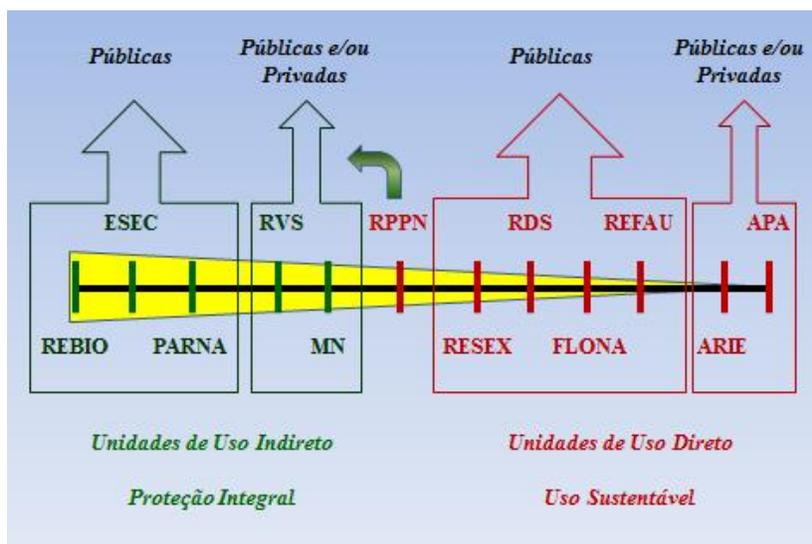 Públicas
Públicas e/ou
Privadas
Públicas
Públicas e/ou
Privadas
ESEC
RVS
RPPN
RDS
REFAU
APA
REBIO
PARNA
MN
RESEX
FLONA
ARIE
Unidades de Uso Indireto
Unidades de Uso Direto
Proteção Integral
Uso Sustentável